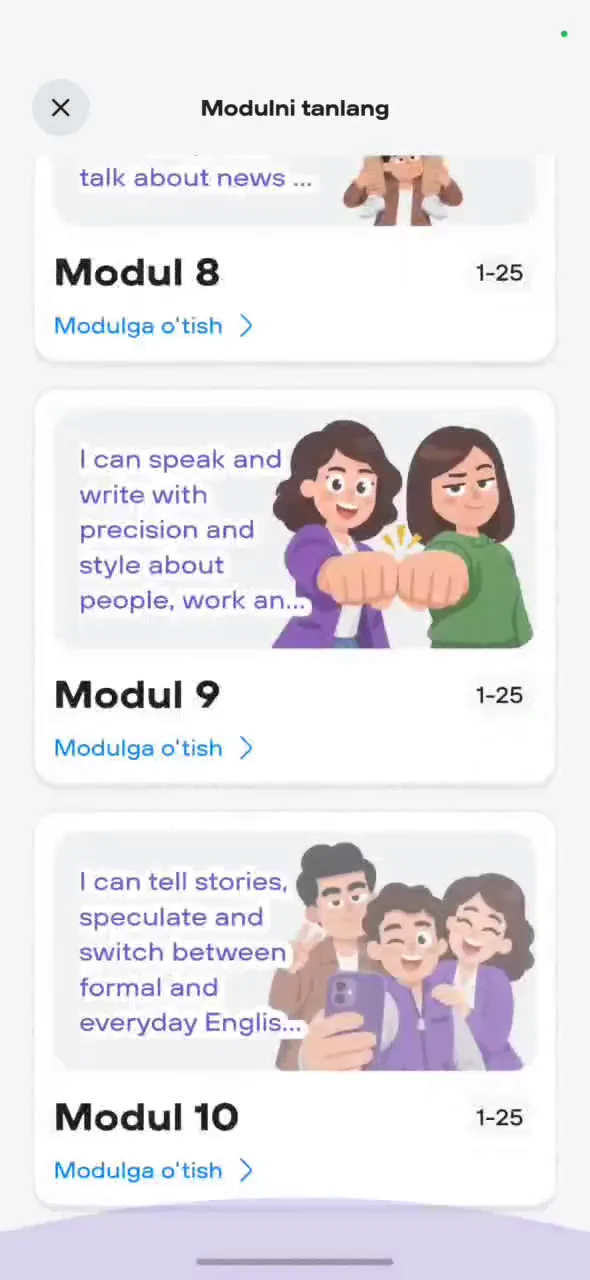 Modulni tanlang
talk about news ...
Modul 8
1-25
Modulga o'tish
I can speak and
write with
precision and
style about
people, work an...
Modul 9
1-25
Modulga o'tish
I can tell stories,
speculate and
switch between
formal and
everyday Englis...
Modul 10
1-25
Modulga o'tish